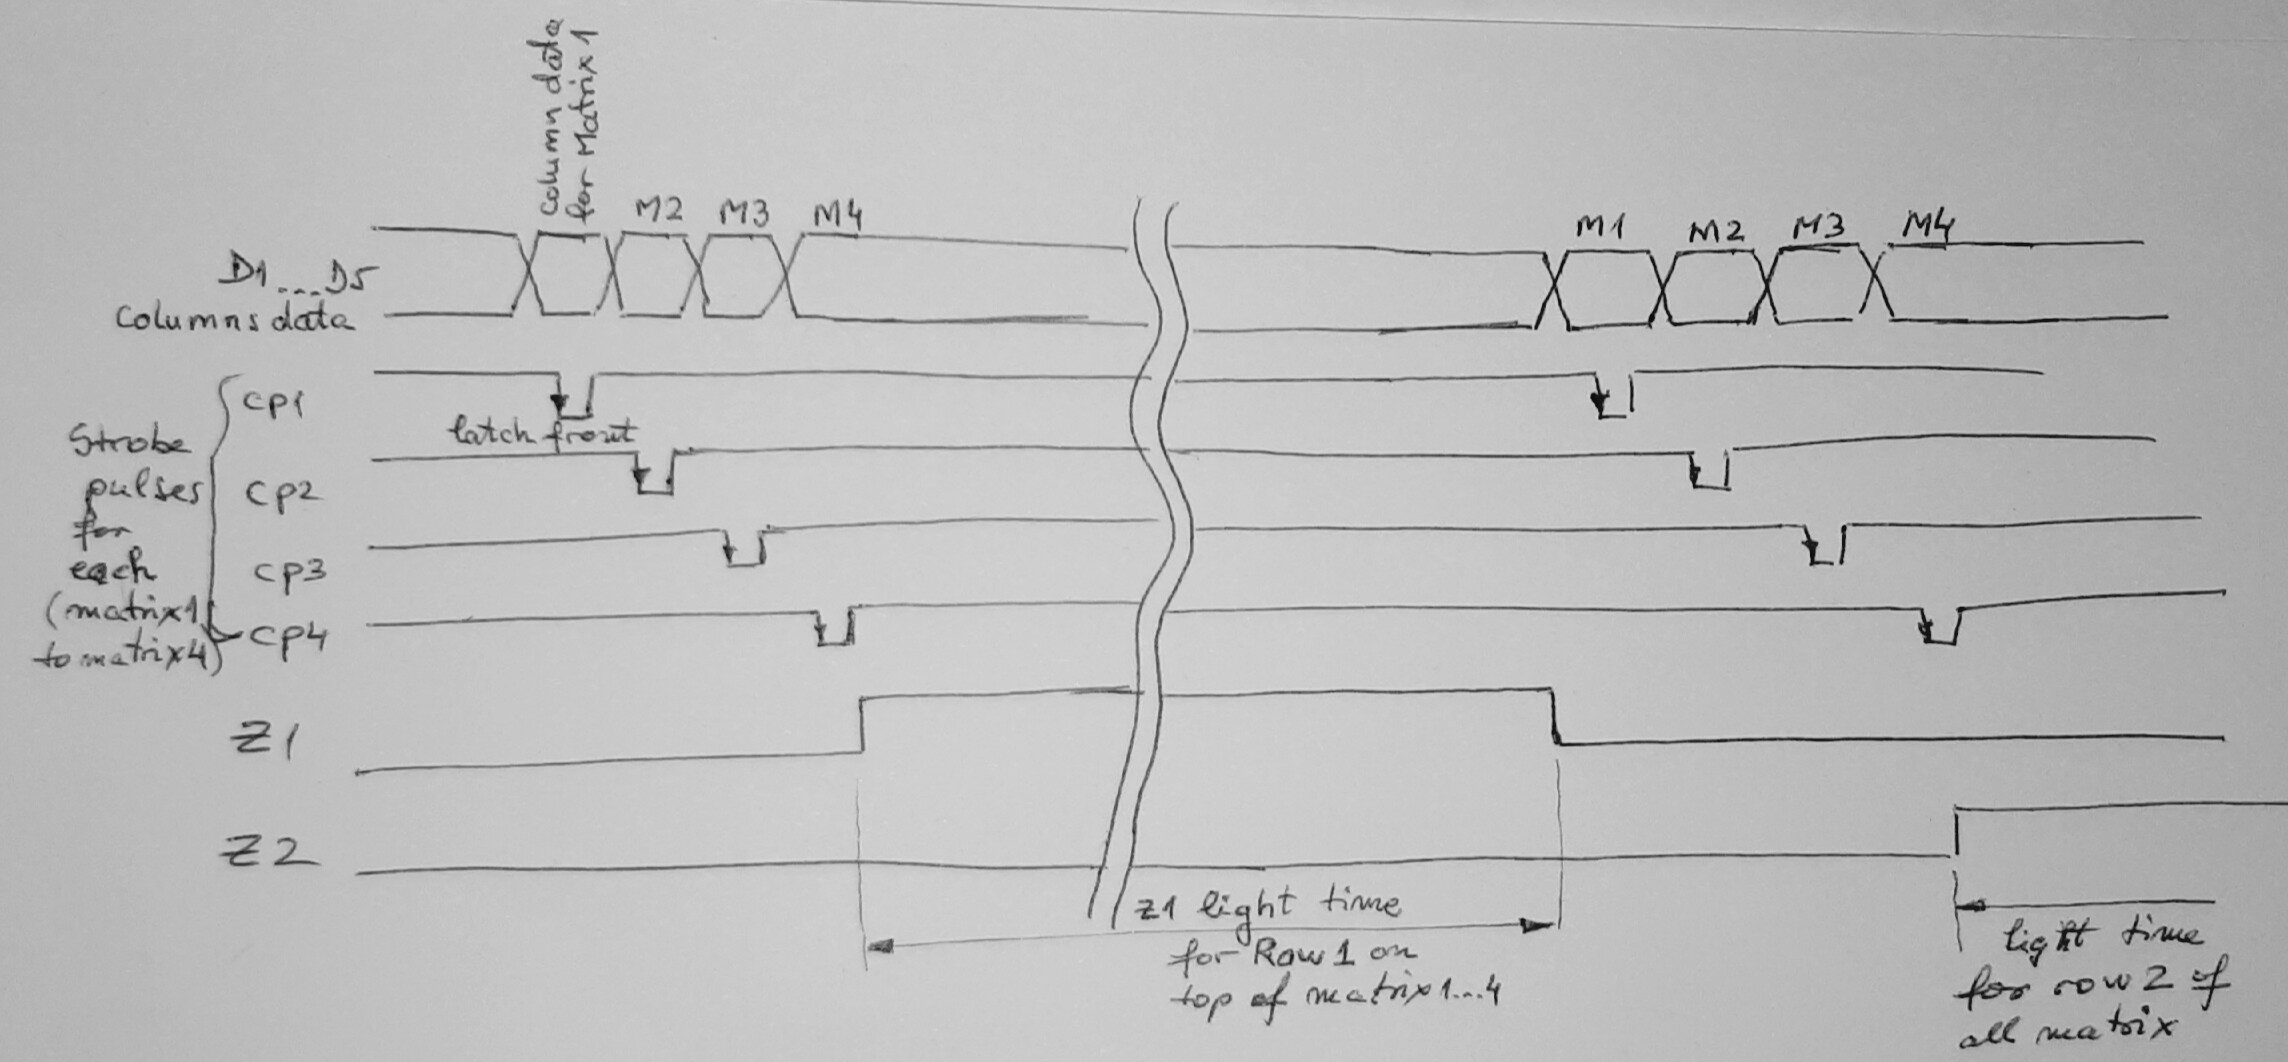 Column data
for Matrix 1
M2 M3 M4
M1 M2 M3 M4
D1...D5
Columns data
Strobe
pulses
for
each
(matrix1
to matrix4)
cp1
latch front
cp2
cp3
cp4
Z1
Z2
Z1 light time
for Row 1 on
top of matrix1...4
light time
for row 2 of
all matrix